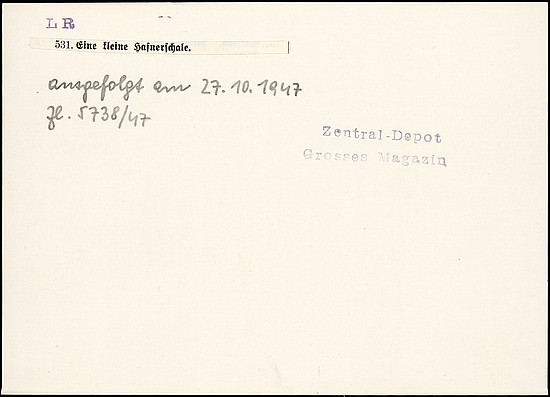 LR
531. Eine kleine Hafnerschale.
ausgefolgt am 27.10.1947
Zl. 5738/47
Zentral-Depot
Grosses Magazin